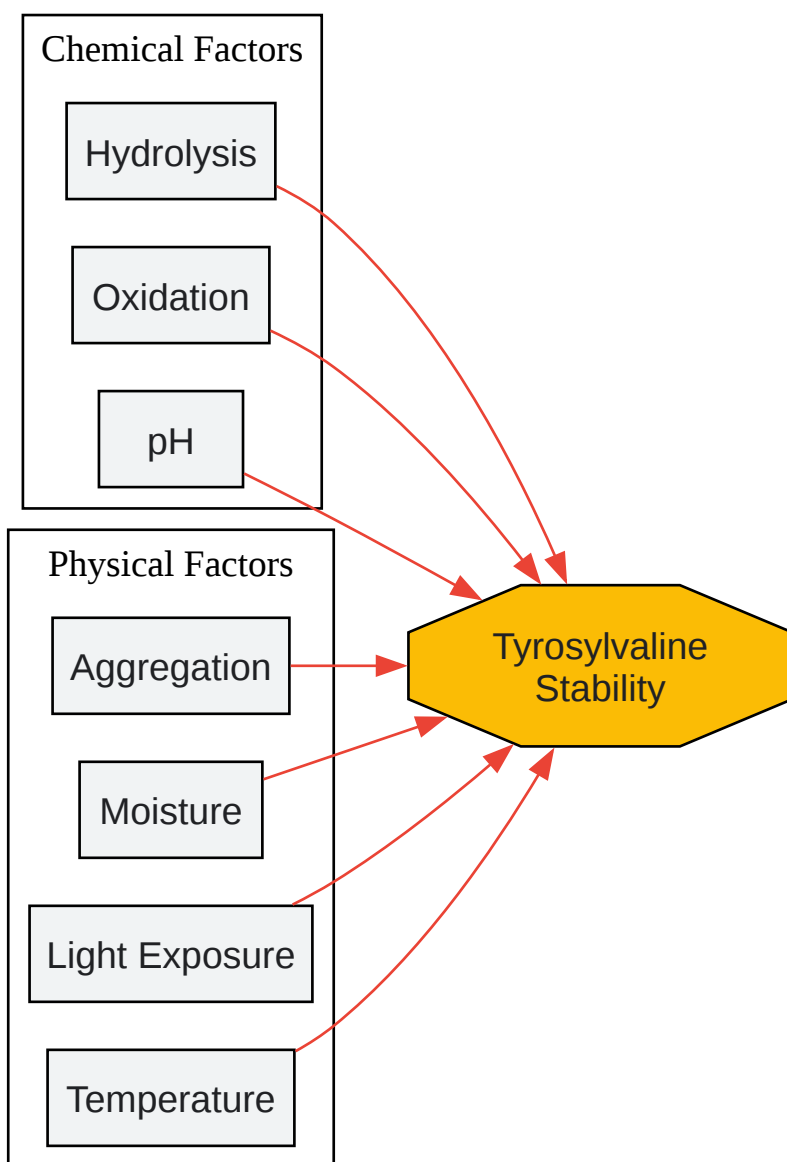 Chemical Factors
Hydrolysis
Oxidation
pH
Physical Factors
Aggregation
Moisture
Light Exposure
Temperature
Tyrosylvaline
Stability